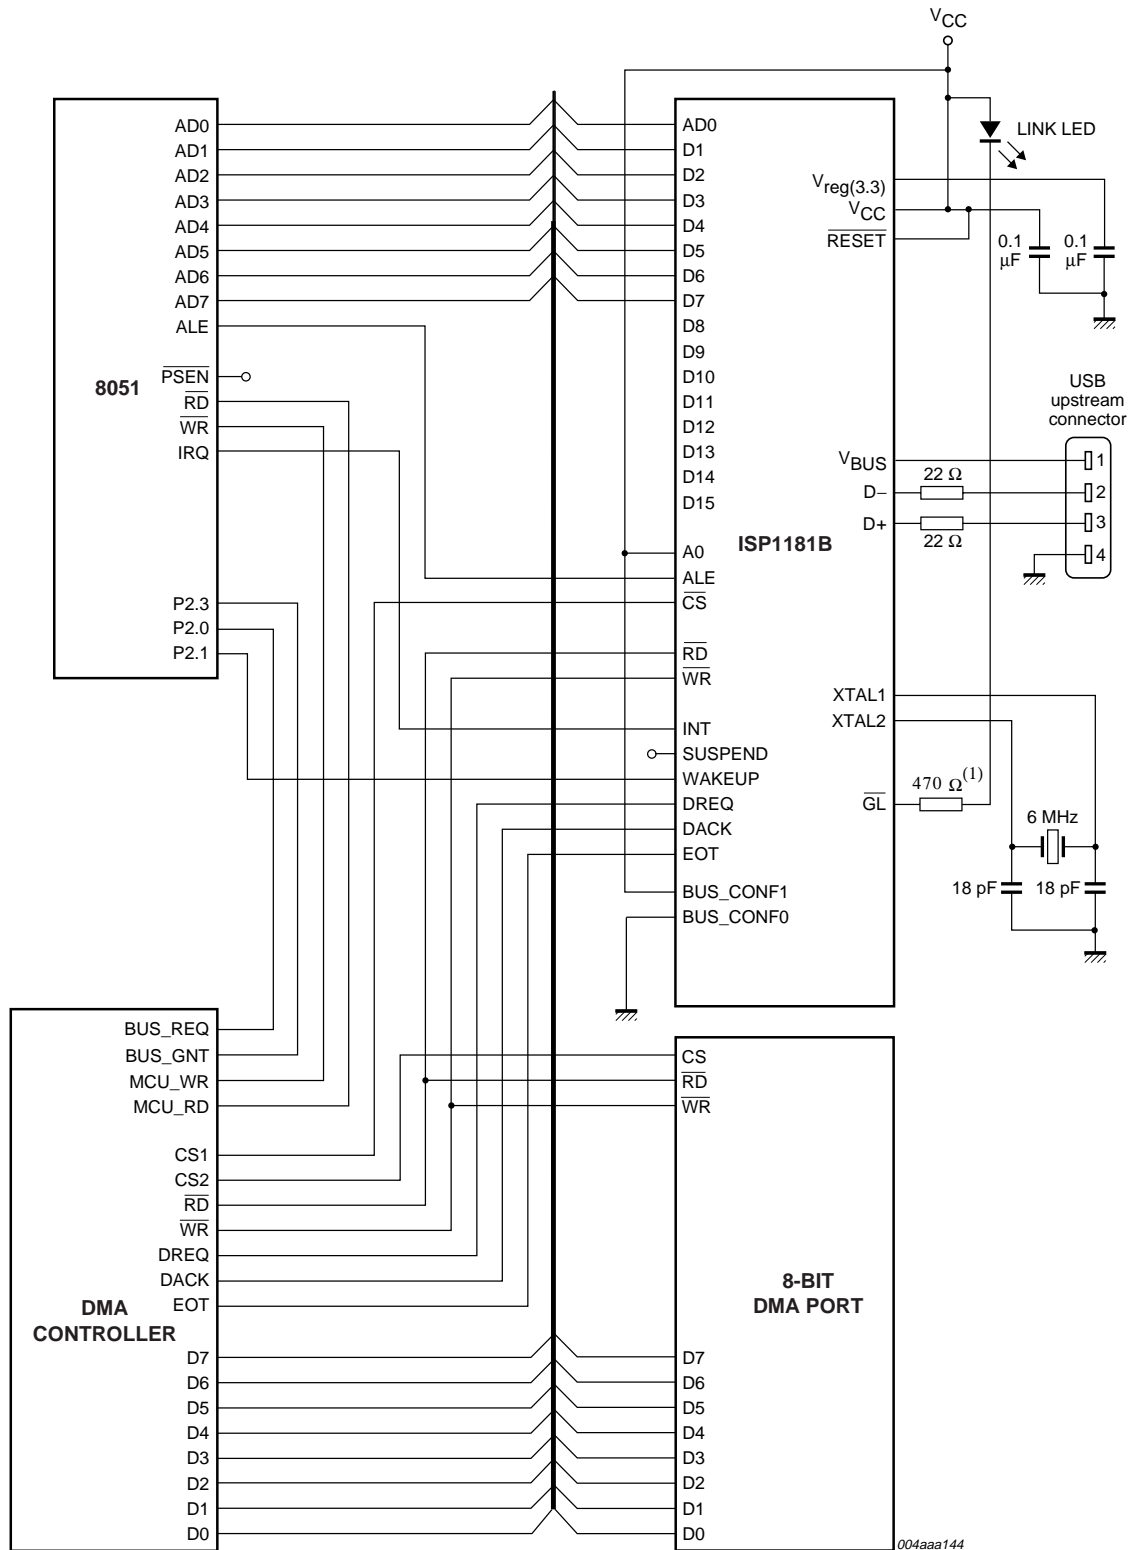 VCC
LINK LED
8051
AD0
AD1
AD2
AD3
AD4
AD5
AD6
AD7
ALE
PSEN
RD
WR
IRQ
P2.3
P2.0
P2.1
ISP1181B
AD0
D1
D2
D3
D4
D5
D6
D7
D8
D9
D10
D11
D12
D13
D14
D15
A0
ALE
CS
RD
WR
INT
SUSPEND
WAKEUP
DREQ
DACK
EOT
BUS_CONF1
BUS_CONF0
Vreg(3.3)
VCC
RESET
VBUS
D−
D+
XTAL1
XTAL2
GL
0.1
μF
0.1
μF
USB
upstream
connector
1
2
3
4
22 Ω
22 Ω
470 Ω(1)
6 MHz
18 pF
18 pF
DMA
CONTROLLER
BUS_REQ
BUS_GNT
MCU_WR
MCU_RD
CS1
CS2
RD
WR
DREQ
DACK
EOT
D7
D6
D5
D4
D3
D2
D1
D0
8-BIT
DMA PORT
CS
RD
WR
D7
D6
D5
D4
D3
D2
D1
D0
004aaa144